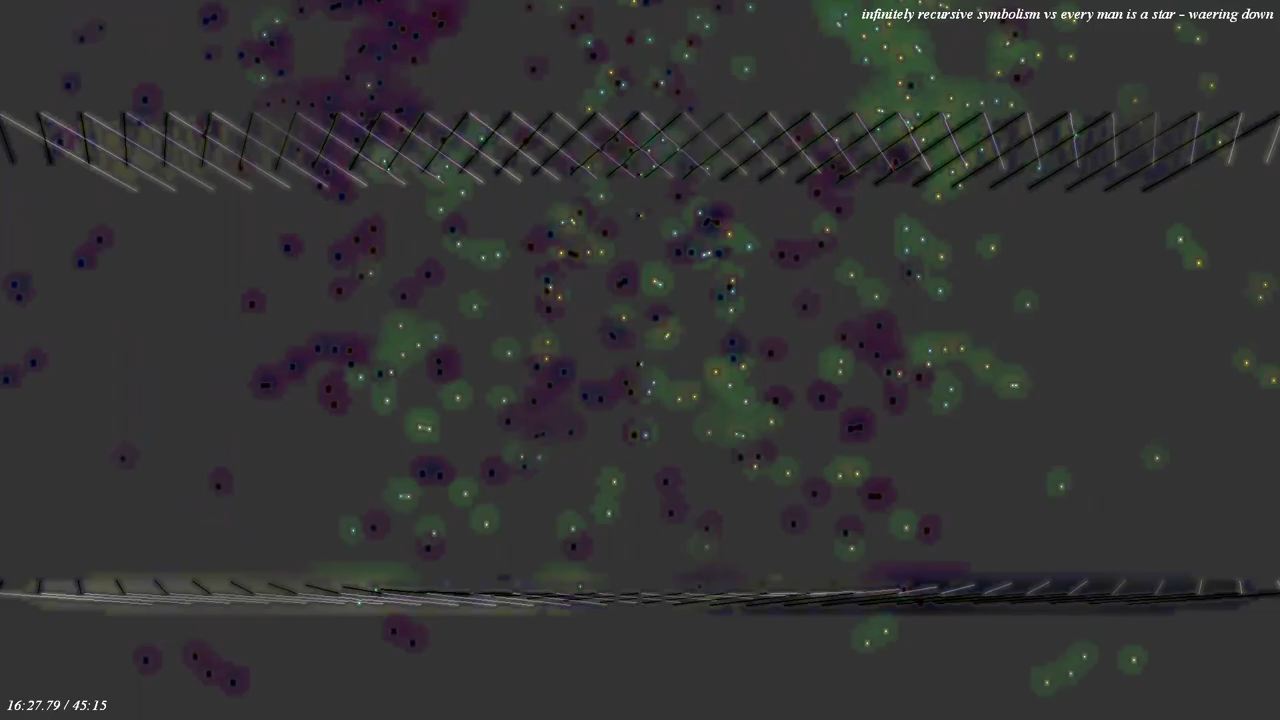 infinitely recursive symbolism vs every man is a star - waering down
16:27.79 / 45:15